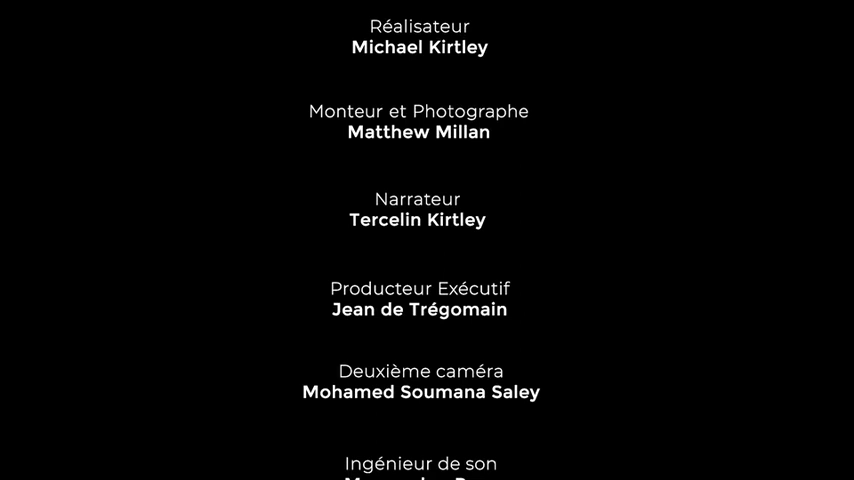 Réalisateur
Michael Kirtley
Monteur et Photographe
Matthew Millan
Narrateur
Tercelin Kirtley
Producteur Exécutif
Jean de Trégomain
Deuxième caméra
Mohamed Soumana Saley
Ingénieur de son